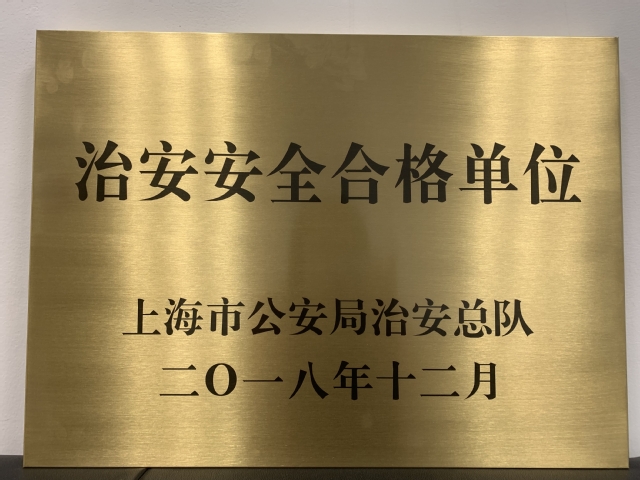 治安安全合格单位
上海市公安局治安总队
二〇一八年十二月